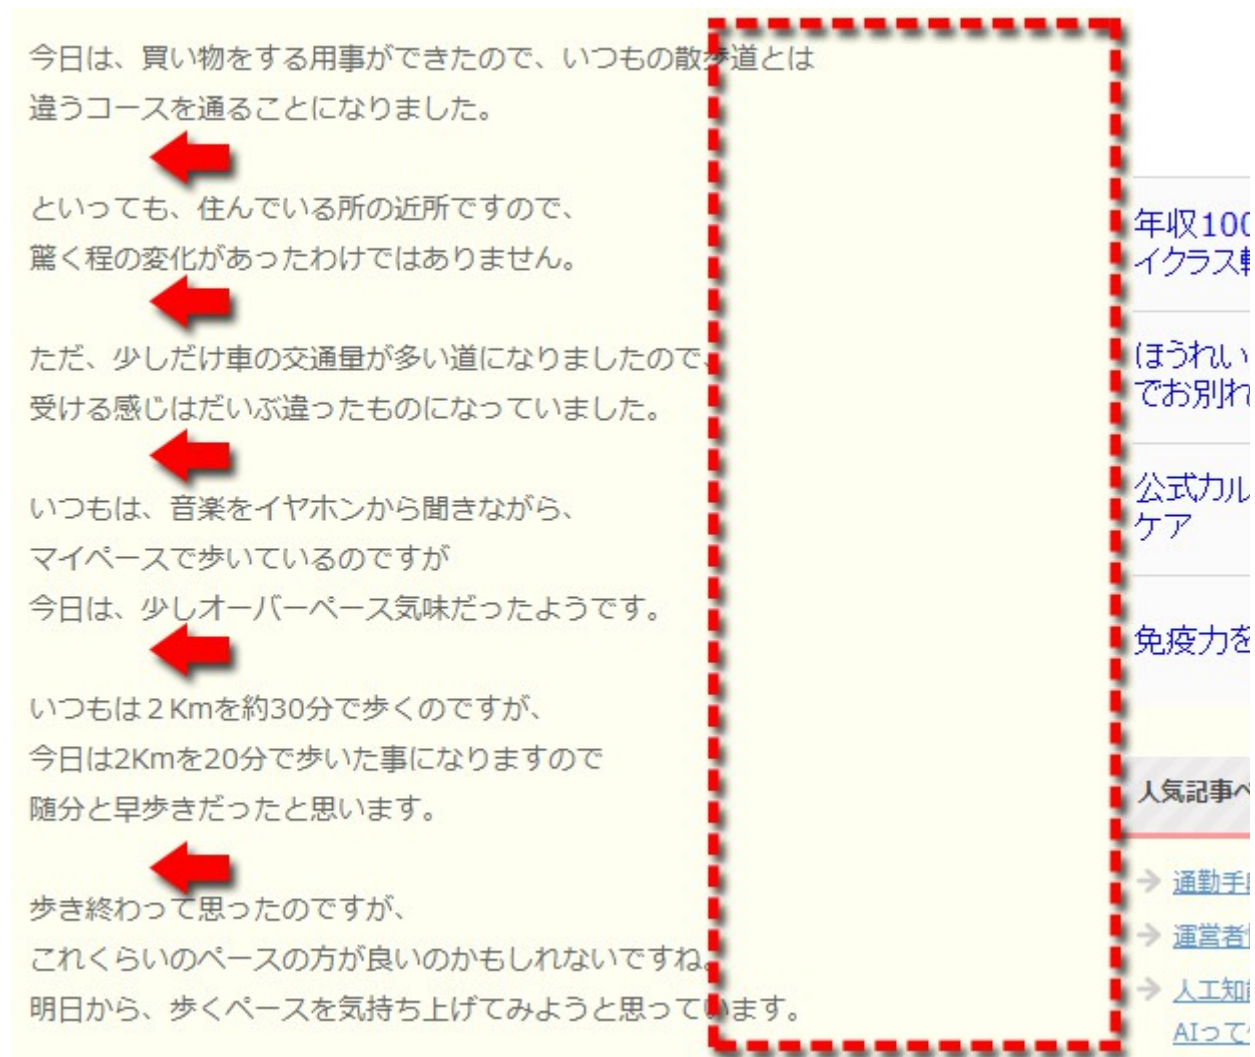 今日は、買い物をする用事ができたので、いつもの散歩道とは
違うコースを通ることになりました。
といっても、住んでいる所の近所ですので、
驚く程の変化があったわけではありません。
ただ、少しだけ車の交通量が多い道になりましたので、
受ける感じはだいぶ違ったものになっていました。
いつもは、音楽をイヤホンから聞きながら、
マイペースで歩いているのですが
今日は、少しオーバーペース気味だったようです。
いつもは２Kmを約30分で歩くのですが、
今日は2Kmを20分で歩いた事になりますので
随分と早歩きだったと思います。
歩き終わって思ったのですが、
これくらいのペースの方が良いのかもしれないですね。
明日から、歩くペースを気持ち上げてみようと思っています。
年収100
イクラス
ほうれい
でお別れ
公式カル
ケア
免疫力を
人気記事ベ
通勤手
運営者
人工知
AIって